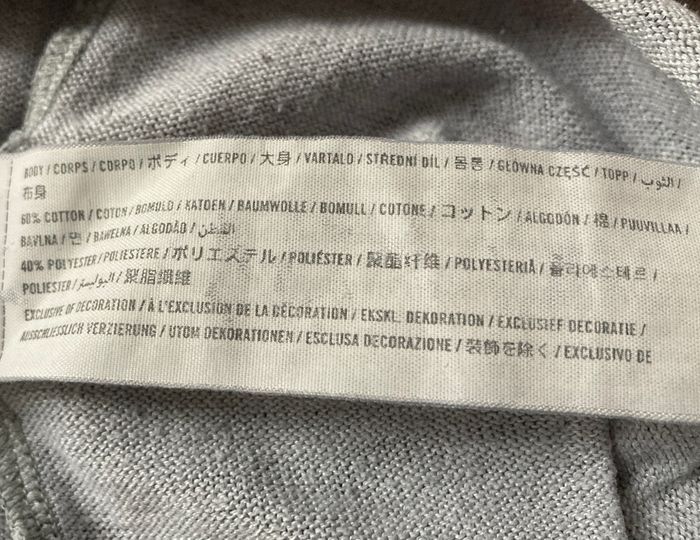 BODY / CORPS / CORPO / ボディ / CUERPO / 大身 / VARTALO / STŘEDNÍ DÍL / 몸통 / GŁÓWNA CZĘŚĆ / TOPP / الثوب /
布身
60% COTTON / COTON / BOMULD / KATOEN / BAUMWOLLE / BOMULL / COTONE / コットン / ALGODÓN / 棉 / PUUVILLAA /
BAVLNA / 면 / BAWEŁNA / ALGODÃO / القطن
40% POLYESTER / POLIESTERE / ポリエステル / POLIÉSTER / 聚酯纤维 / POLYESTERIÄ / 폴리에스테르 /
POLIESTER / البوليستر / 聚脂纖維
EXCLUSIVE OF DECORATION / À L'EXCLUSION DE LA DÉCORATION / EKSKL. DEKORATION / EXCLUSIEF DECORATIE /
AUSSCHLIESSLICH VERZIERUNG / UTOM DEKORATIONEN / ESCLUSA DECORAZIONE / 装飾を除く / EXCLUSIVO DE